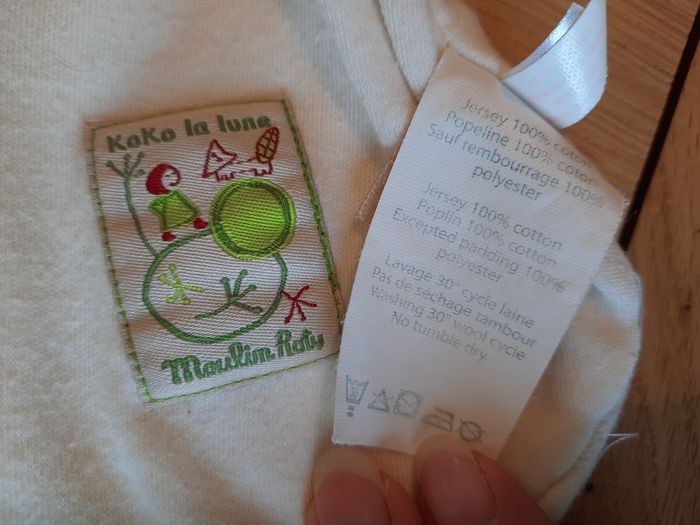 KoKo la lune
Moulin Roty
Jersey 100% coton
Popeline 100% coton
Sauf rembourrage 100%
polyester
Jersey 100% cotton
Poplin 100% cotton
Excepted padding 100%
polyester
Lavage 30° cycle laine
Pas de sechage tambour
Washing 30° wool cycle
No tumble dry